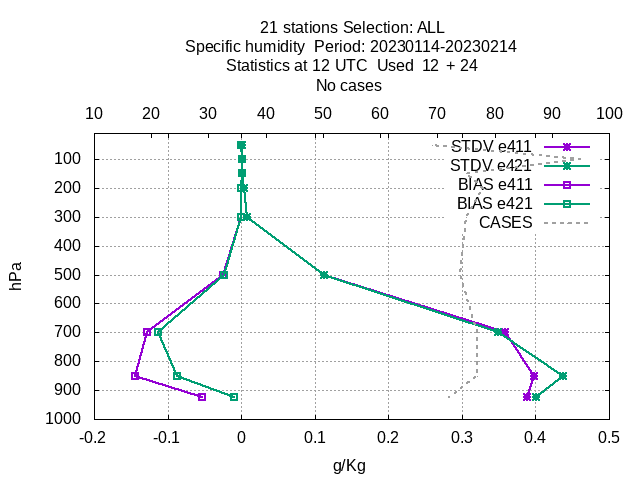 21 stations Selection: ALL
Specific humidity  Period: 20230114-20230214
Statistics at 12 UTC  Used  12  + 24
No cases
10 20 30 40 50 60 70 80 90 100
STDV e411
STDV e421
BIAS e411
BIAS e421
CASES
100
200
300
400
500
600
700
800
900
1000
hPa
-0.2 -0.1 0 0.1 0.2 0.3 0.4 0.5
g/Kg